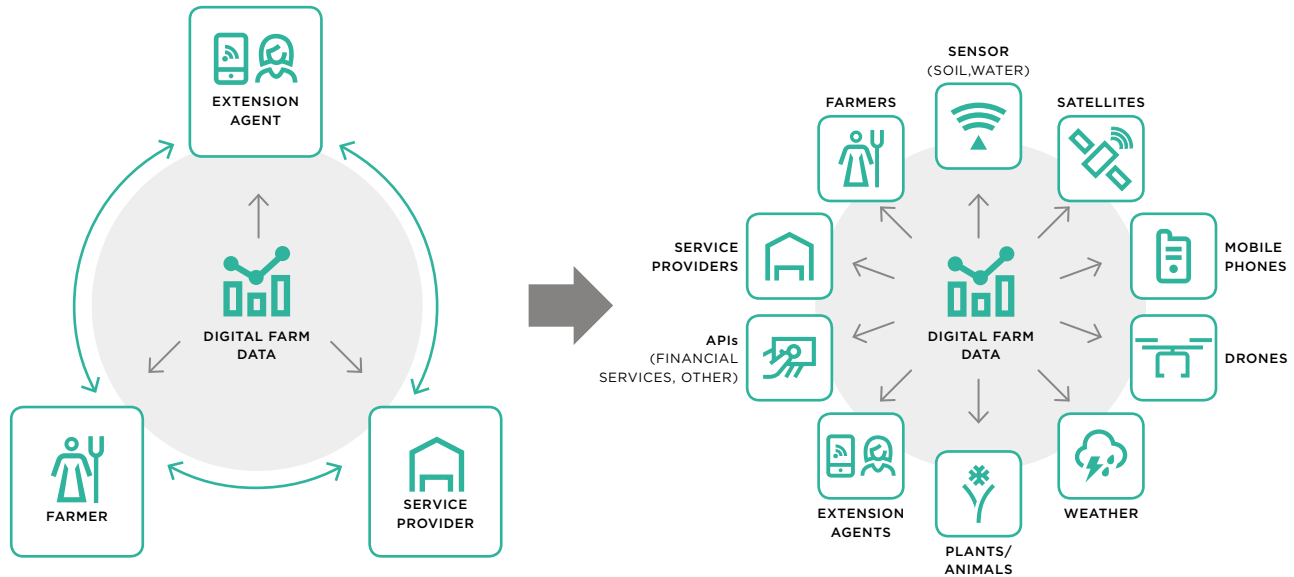 EXTENSION
AGENT
DIGITAL FARM
DATA
FARMER
SERVICE
PROVIDER
SENSOR
(SOIL,WATER)
FARMERS
SATELLITES
SERVICE
PROVIDERS
MOBILE
PHONES
APIs
(FINANCIAL
SERVICES, OTHER)
DIGITAL FARM
DATA
DRONES
EXTENSION
AGENTS
WEATHER
PLANTS/
ANIMALS